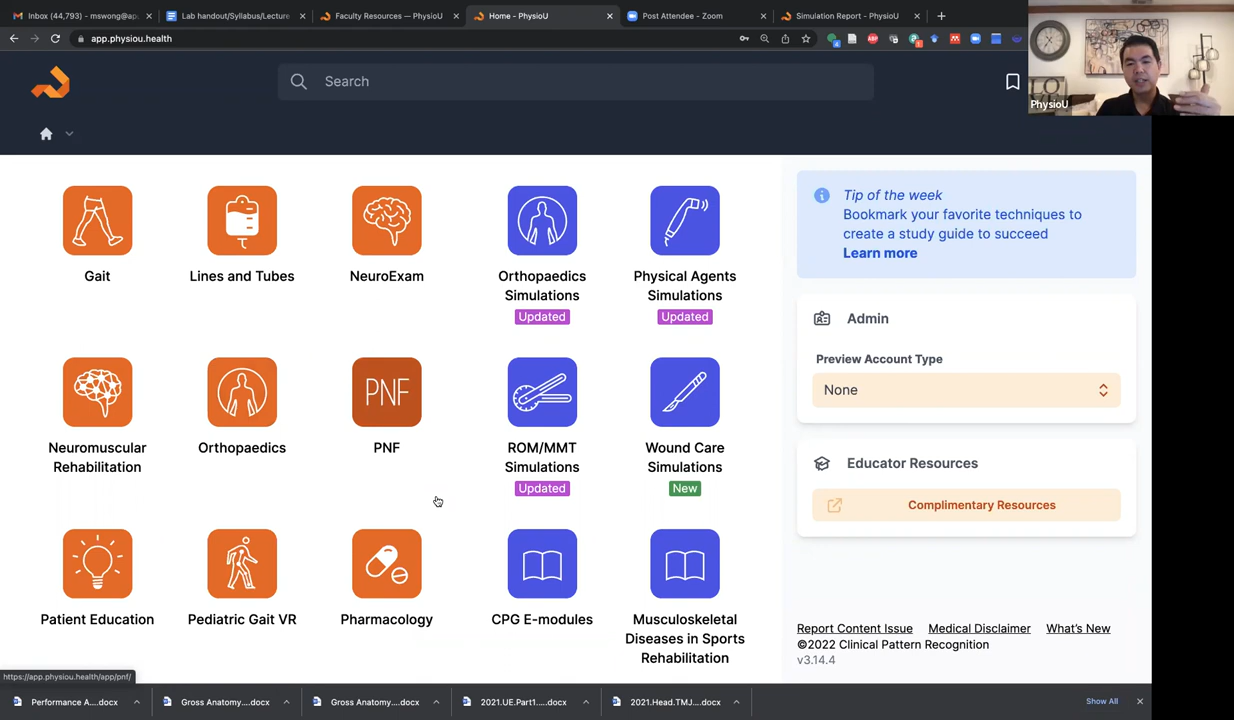 Inbox (44,793) - mswong@ap
Lab handout/Syllabus/Lecture
Faculty Resources — PhysioU
Home - PhysioU
Post Attendee - Zoom
Simulation Report - PhysioU
app.physiou.health
Search
PhysioU
Gait
Lines and Tubes
NeuroExam
Orthopaedics
Simulations
Updated
Physical Agents
Simulations
Updated
Neuromuscular
Rehabilitation
Orthopaedics
PNF
PNF
ROM/MMT
Simulations
Updated
Wound Care
Simulations
New
Patient Education
Pediatric Gait VR
Pharmacology
CPG E-modules
Musculoskeletal
Diseases in Sports
Rehabilitation
Tip of the week
Bookmark your favorite techniques to
create a study guide to succeed
Learn more
Admin
Preview Account Type
None
Educator Resources
Complimentary Resources
Report Content Issue Medical Disclaimer What's New
©2022 Clinical Pattern Recognition
v3.14.4
https://app.physiou.health/app/pnf/
Performance A....docx
Gross Anatomy....docx
Gross Anatomy....docx
2021.UE.Part1.....docx
2021.Head.TMJ....docx
Show All